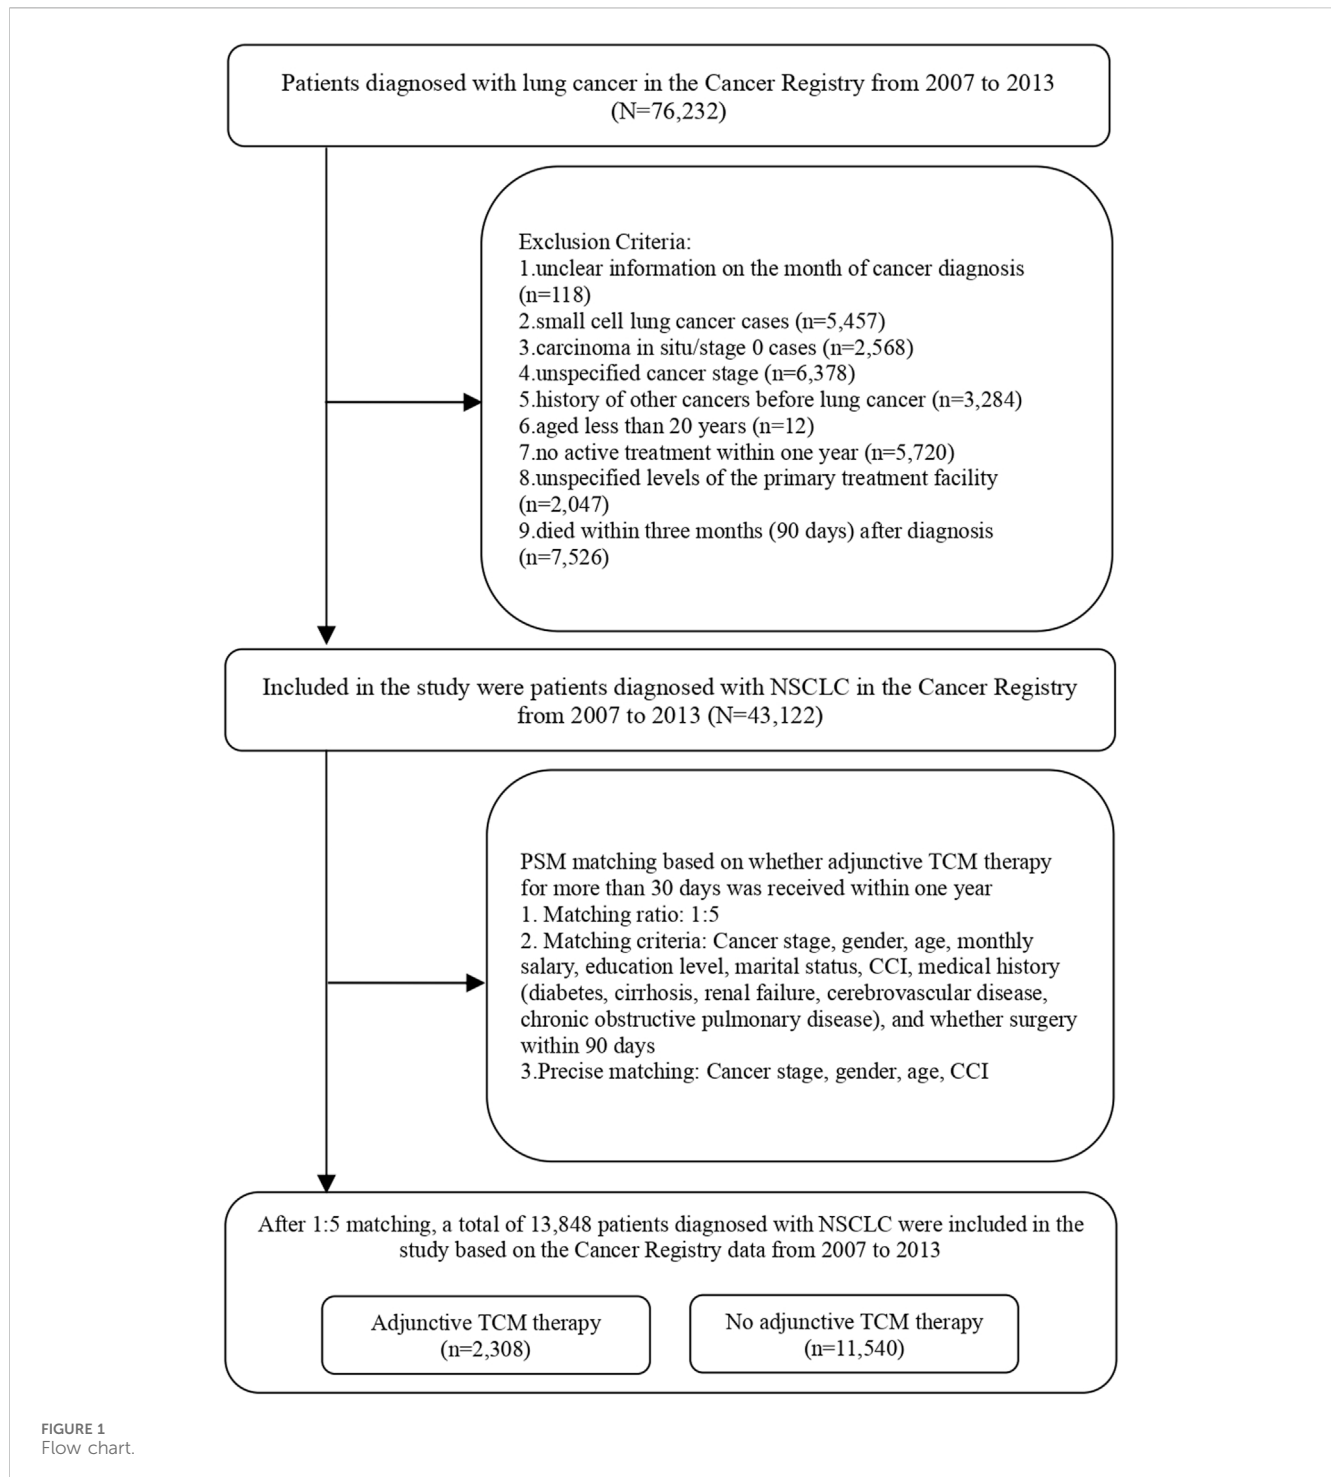 Patients diagnosed with lung cancer in the Cancer Registry from 2007 to 2013
(N=76,232)
Exclusion Criteria:
1.unclear information on the month of cancer diagnosis
(n=118)
2.small cell lung cancer cases (n=5,457)
3.carcinoma in situ/stage 0 cases (n=2,568)
4.unspecified cancer stage (n=6,378)
5.history of other cancers before lung cancer (n=3,284)
6.aged less than 20 years (n=12)
7.no active treatment within one year (n=5,720)
8.unspecified levels of the primary treatment facility
(n=2,047)
9.died within three months (90 days) after diagnosis
(n=7,526)
Included in the study were patients diagnosed with NSCLC in the Cancer Registry
from 2007 to 2013 (N=43,122)
PSM matching based on whether adjunctive TCM therapy
for more than 30 days was received within one year
1. Matching ratio: 1:5
2. Matching criteria: Cancer stage, gender, age, monthly
salary, education level, marital status, CCI, medical history
(diabetes, cirrhosis, renal failure, cerebrovascular disease,
chronic obstructive pulmonary disease), and whether surgery
within 90 days
3.Precise matching: Cancer stage, gender, age, CCI
After 1:5 matching, a total of 13,848 patients diagnosed with NSCLC were included in the
study based on the Cancer Registry data from 2007 to 2013
Adjunctive TCM therapy
(n=2,308)
No adjunctive TCM therapy
(n=11,540)
FIGURE 1
Flow chart.